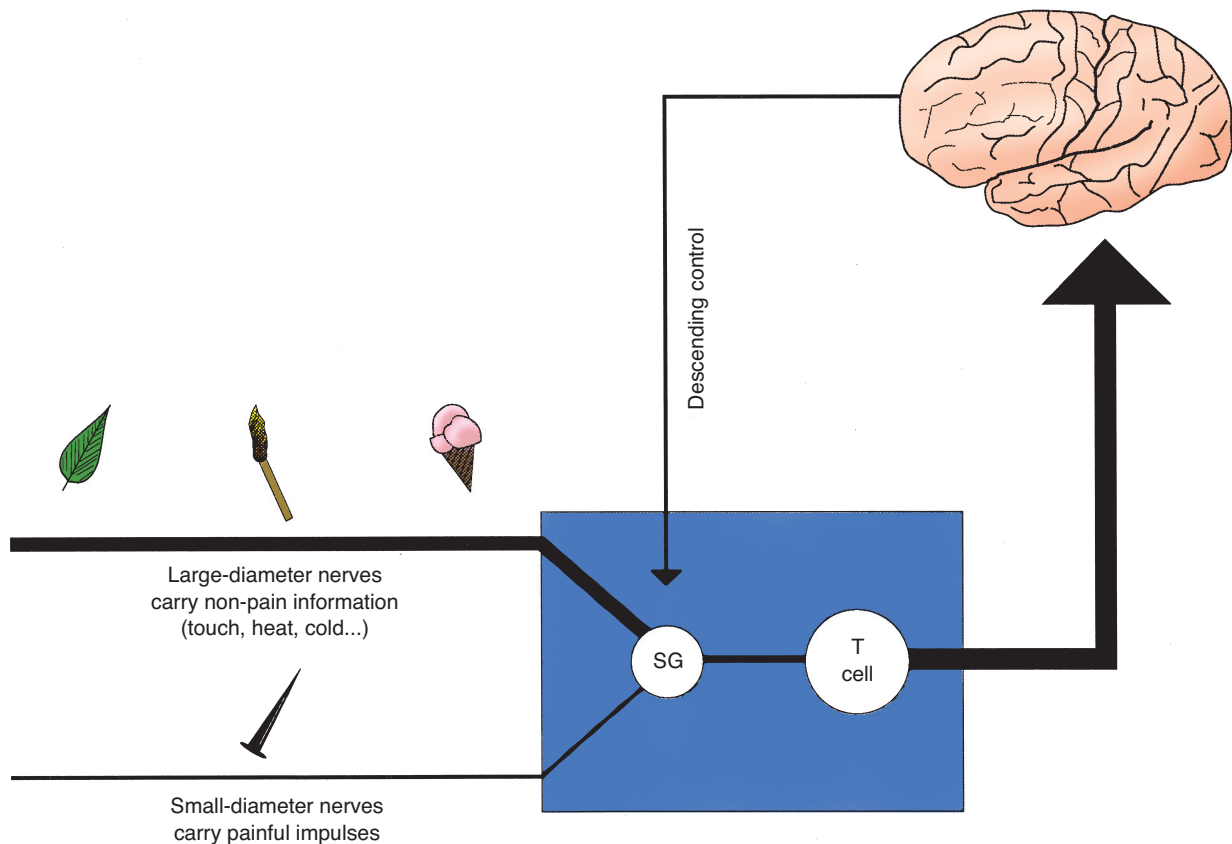 Descending control
Large-diameter nerves
carry non-pain information
(touch, heat, cold...)
SG
T
cell
Small-diameter nerves
carry painful impulses